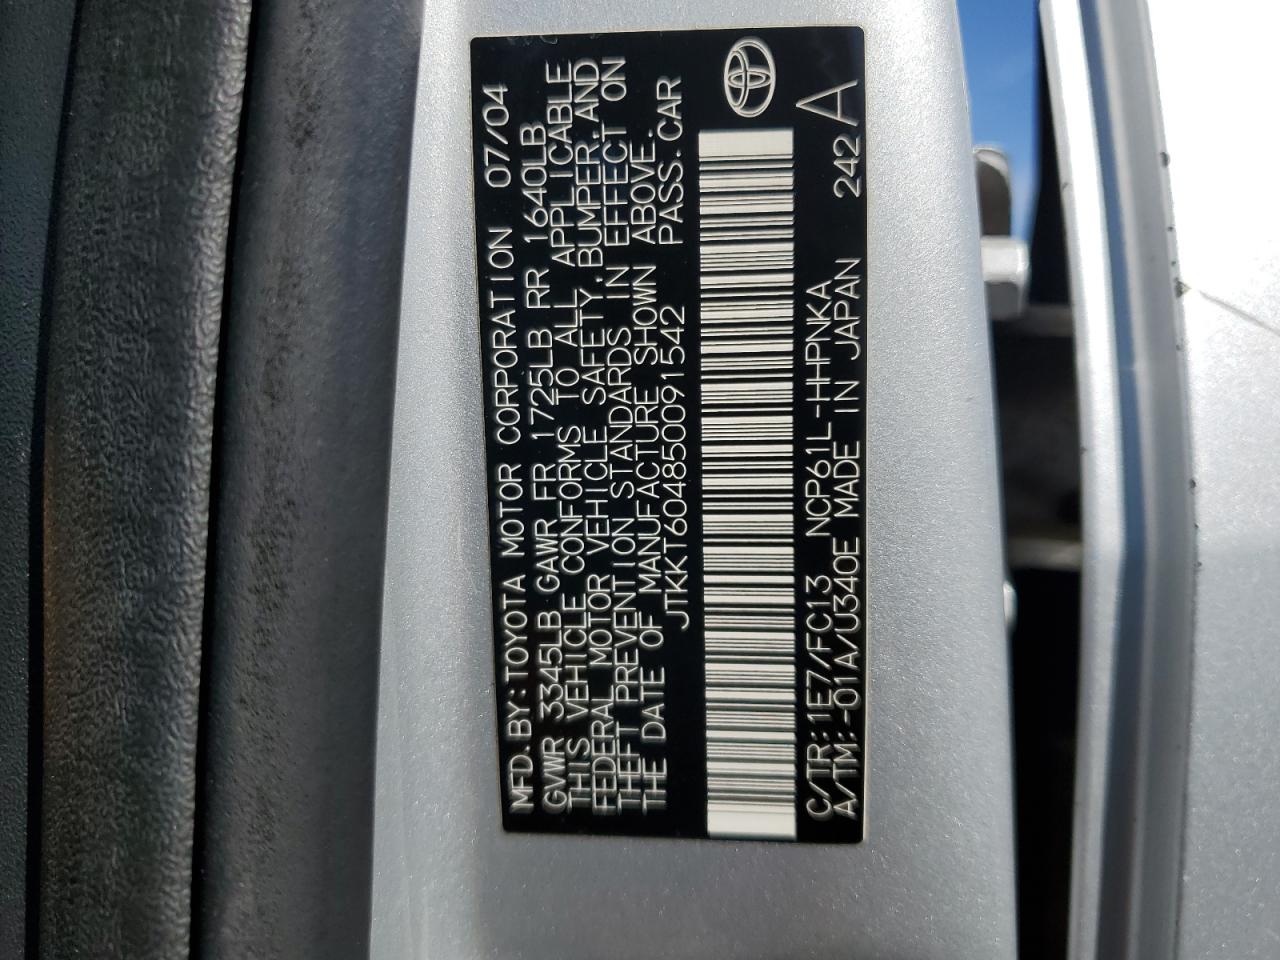 MFD.BY:TOYOTA MOTOR CORPORATION 07/04
GVWR 3345LB GAWR FR 1725LB RR 1640LB
THIS VEHICLE CONFORMS TO ALL APPLICABLE
FEDERAL MOTOR VEHICLE SAFETY,BUMPER,AND
THEFT PREVENTION STANDARDS IN EFFECT ON
THE DATE OF MANUFACTURE SHOWN ABOVE.
JTKKT604850091542 PASS.CAR
C/TR:1E7/FC13 NCP61L-HHPNKA 242 A
A/TM:-01A/U340E MADE IN JAPAN